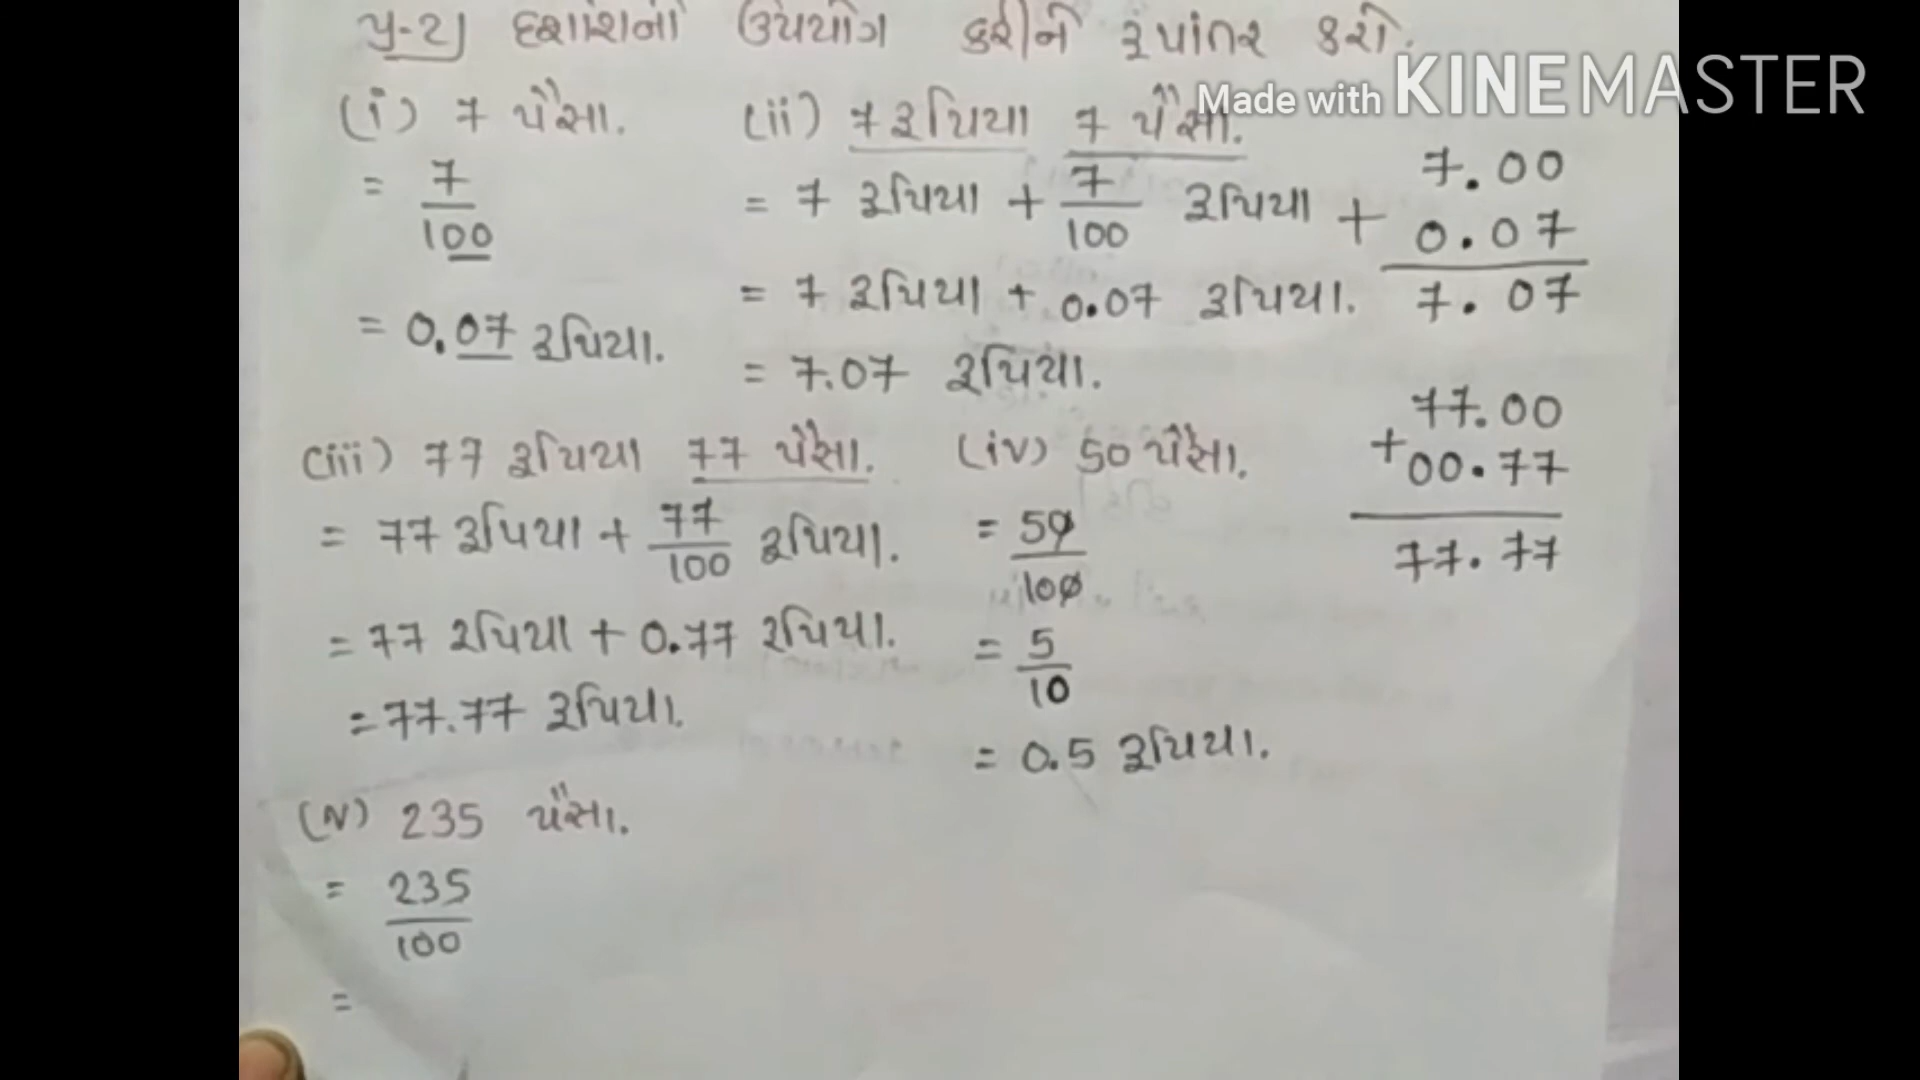 પ્ર-2) દશાંશનો ઉપયોગ કરીને રૂપાંતર કરો.
Made with KINEMASTER
(i) 7 પૈસા.
= 7/100
= 0.07 રૂપિયા.
(ii) 7 રૂપિયા 7 પૈસા.
= 7 રૂપિયા + 7/100 રૂપિયા
= 7 રૂપિયા + 0.07 રૂપિયા.
= 7.07 રૂપિયા.
7.00
+ 0.07
7.07
(iii) 77 રૂપિયા 77 પૈસા.
= 77 રૂપિયા + 77/100 રૂપિયા.
= 77 રૂપિયા + 0.77 રૂપિયા.
= 77.77 રૂપિયા.
(iv) 50 પૈસા.
= 50/100
= 5/10
= 0.5 રૂપિયા.
77.00
+ 00.77
77.77
(v) 235 પૈસા.
= 235/100
=